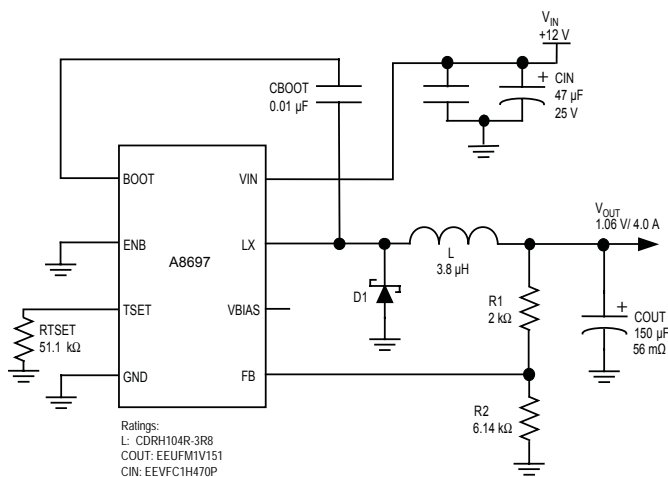 V_IN
+12 V
CBOOT
0.01 µF
+
CIN
47 µF
25 V
BOOT
VIN
ENB
LX
A8697
TSET
VBIAS
GND
FB
RTSET
51.1 kΩ
D1
L
3.8 µH
V_OUT
1.06 V/ 4.0 A
R1
2 kΩ
+
COUT
150 µF
56 mΩ
R2
6.14 kΩ
Ratings:
L: CDRH104R-3R8
COUT: EEUFM1V151
CIN: EEVFC1H470P